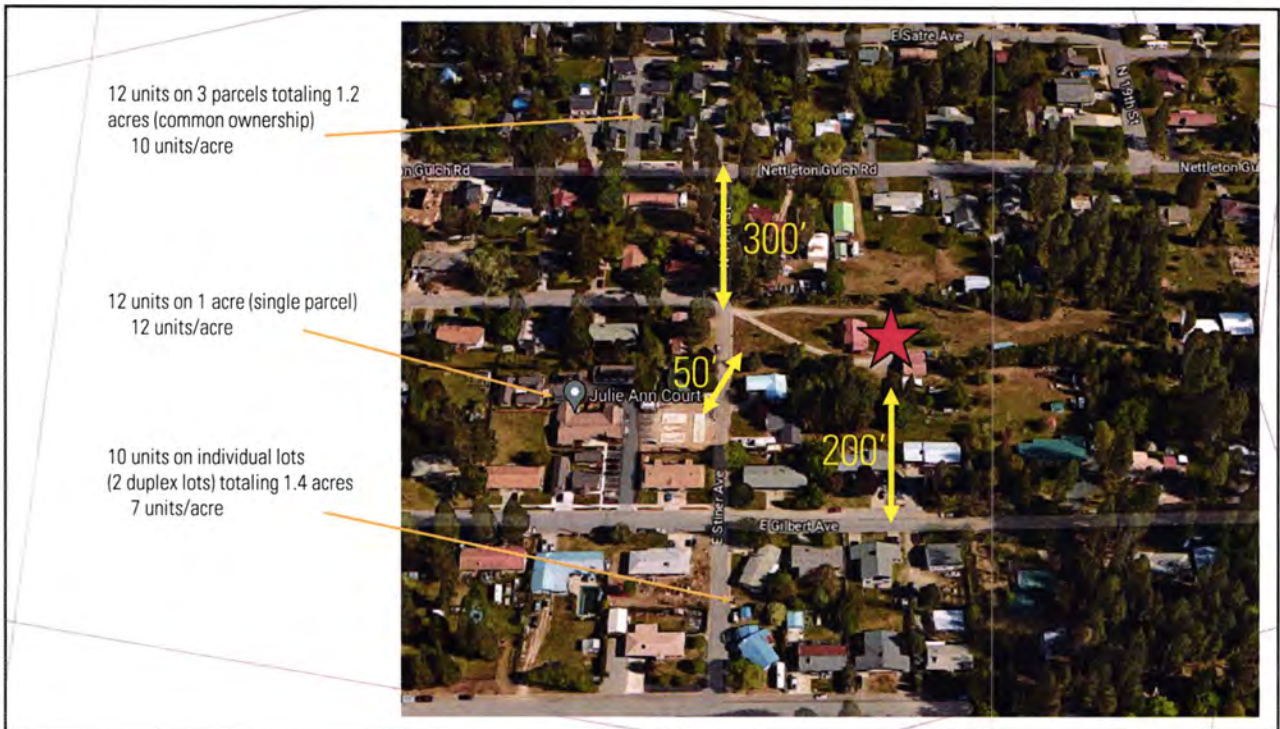 E Satre Ave
N 19th St
12 units on 3 parcels totaling 1.2
acres (common ownership)
10 units/acre
on Gulch Rd
Nettleton Gulch Rd
Nettleton Gu
300'
12 units on 1 acre (single parcel)
12 units/acre
50'
Julie Ann Court
200'
10 units on individual lots
(2 duplex lots) totaling 1.4 acres
7 units/acre
E Stiner Ave
E Gilbert Ave